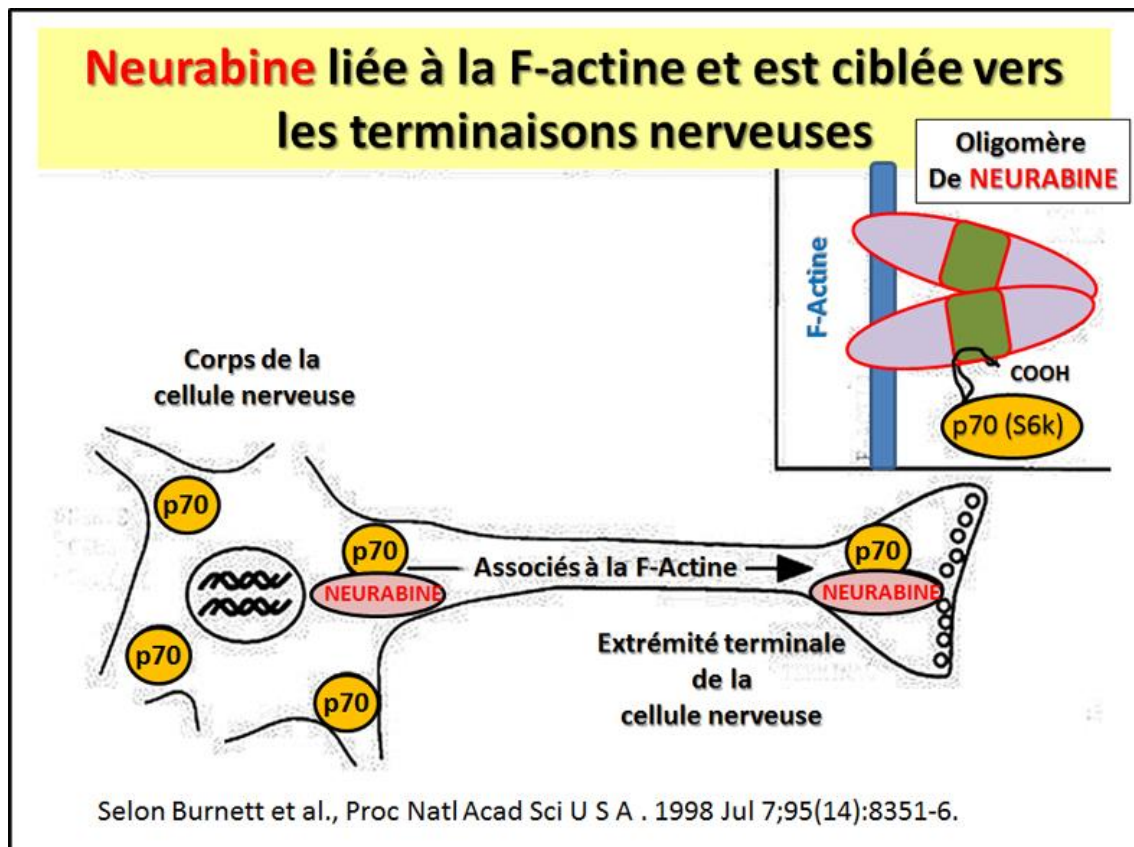 Neurabine liée à la F-actine et est ciblée vers
les terminaisons nerveuses
Oligomère
De NEURABINE
F-Actine
COOH
p70 (S6k)
Corps de la
cellule nerveuse
p70
p70
NEURABINE
Associés à la F-Actine
p70
NEURABINE
p70
p70
Extrémité terminale
de la
cellule nerveuse
Selon Burnett et al., Proc Natl Acad Sci U S A . 1998 Jul 7;95(14):8351-6.